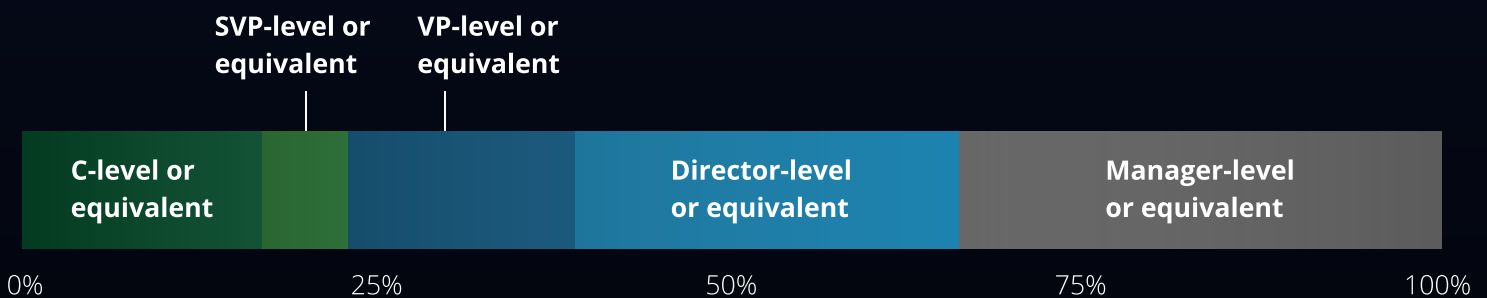 SVP-level or
equivalent
VP-level or
equivalent
C-level or
equivalent
Director-level
or equivalent
Manager-level
or equivalent
0%
25%
50%
75%
100%